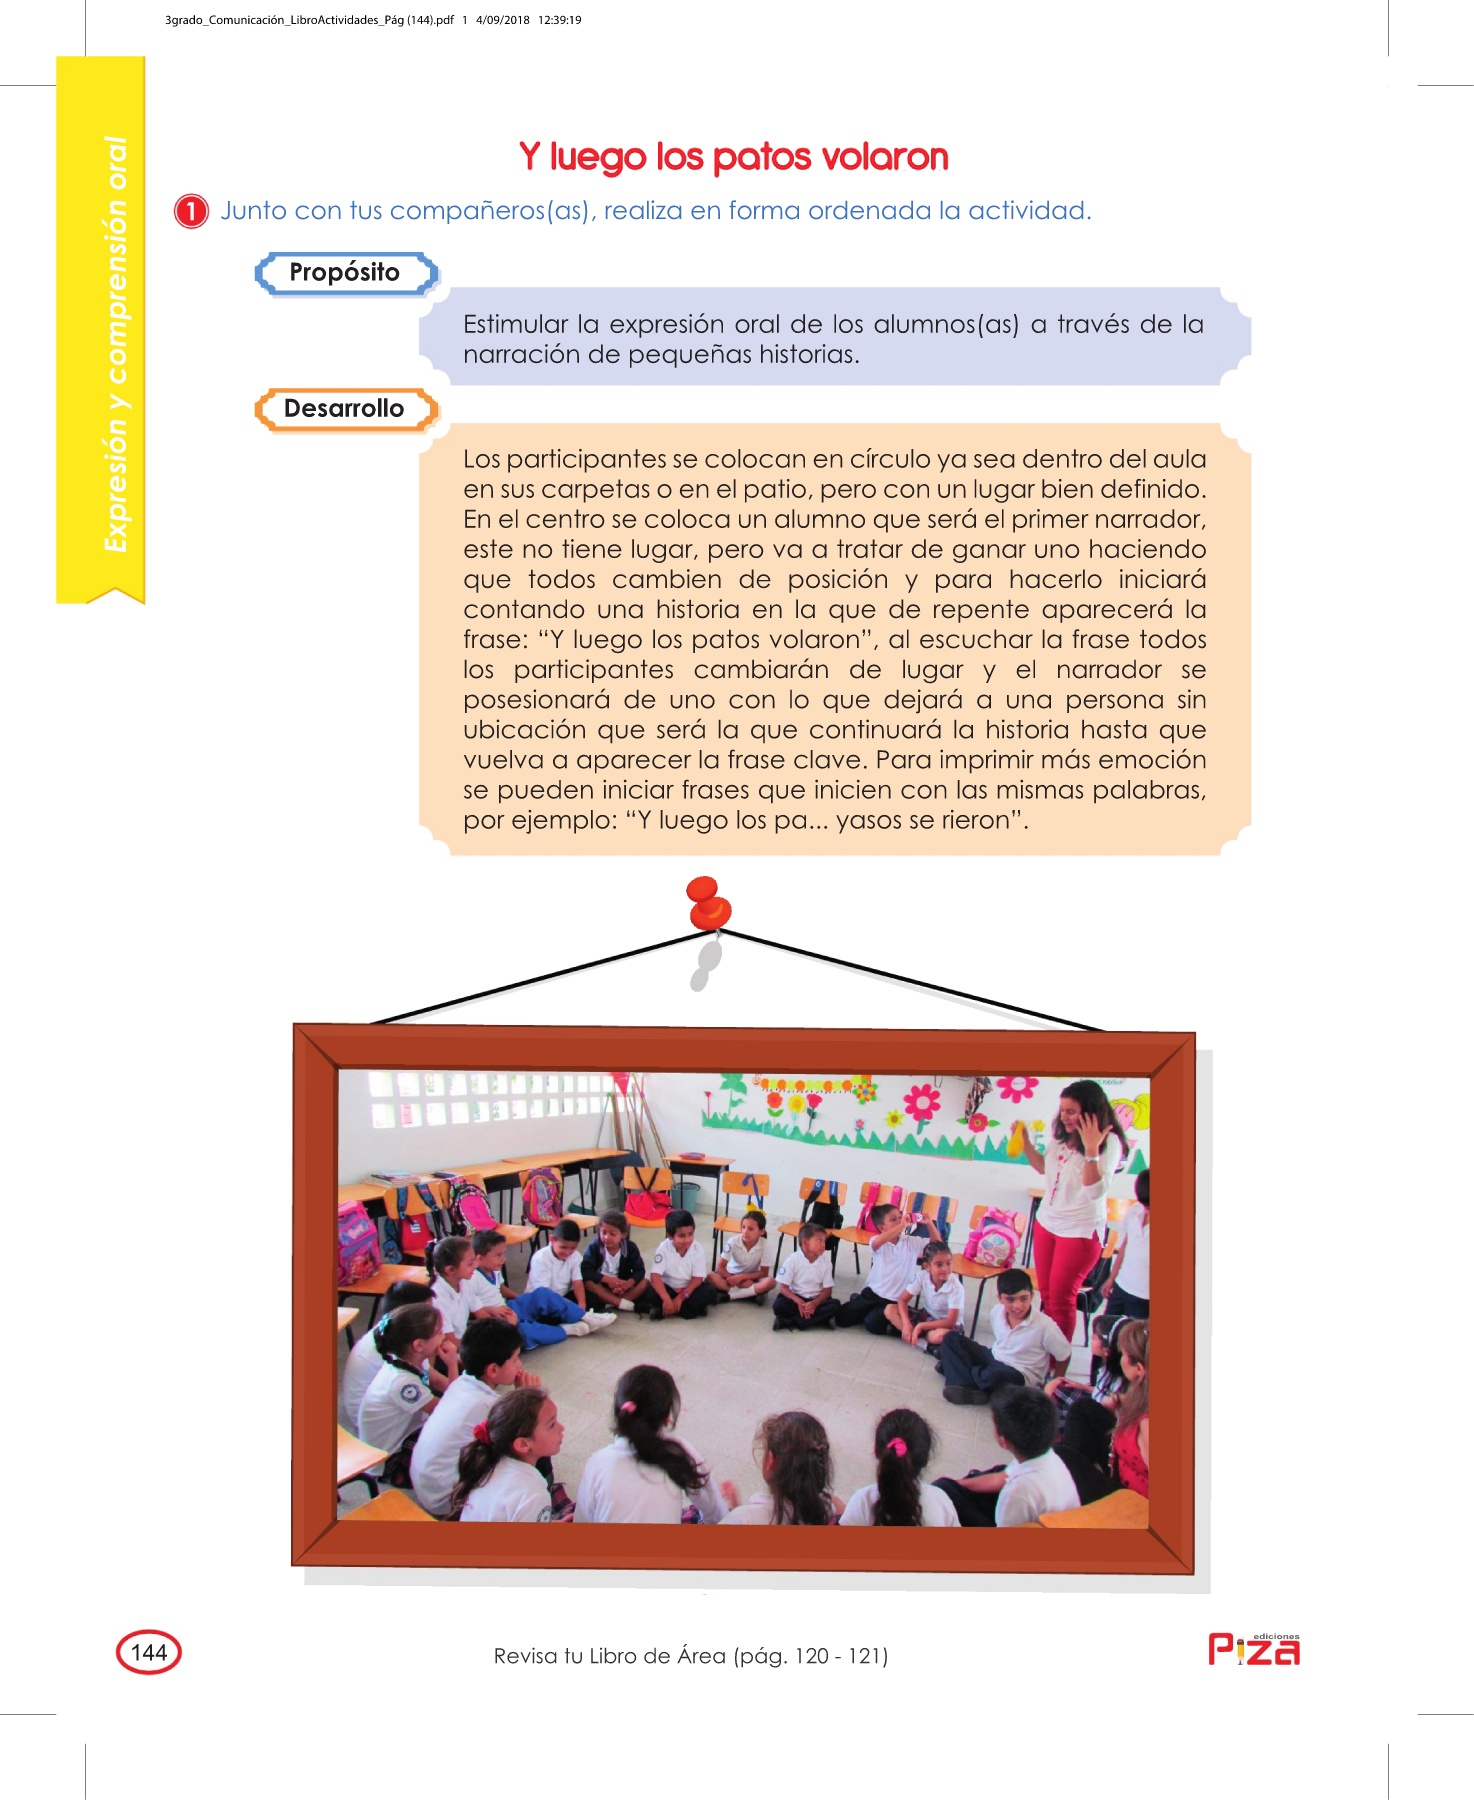 3grado_Comunicación_LibroActividades_Pág (144).pdf 1 4/09/2018 12:39:19
Expresión y comprensión oral
Y luego los patos volaron
1 Junto con tus compañeros(as), realiza en forma ordenada la actividad.
Propósito
Estimular la expresión oral de los alumnos(as) a través de la
narración de pequeñas historias.
Desarrollo
Los participantes se colocan en círculo ya sea dentro del aula
en sus carpetas o en el patio, pero con un lugar bien definido.
En el centro se coloca un alumno que será el primer narrador,
este no tiene lugar, pero va a tratar de ganar uno haciendo
que todos cambien de posición y para hacerlo iniciará
contando una historia en la que de repente aparecerá la
frase: “Y luego los patos volaron”, al escuchar la frase todos
los participantes cambiarán de lugar y el narrador se
posesionará de uno con lo que dejará a una persona sin
ubicación que será la que continuará la historia hasta que
vuelva a aparecer la frase clave. Para imprimir más emoción
se pueden iniciar frases que inicien con las mismas palabras,
por ejemplo: “Y luego los pa... yasos se rieron”.
144
Revisa tu Libro de Área (pág. 120 - 121)
ediciones
Piza